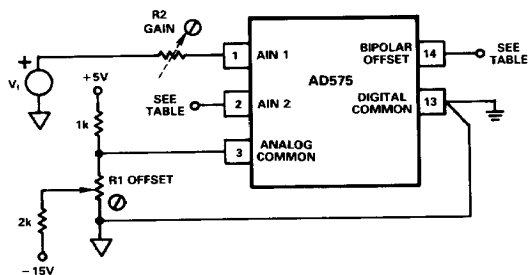 R2
GAIN
V1
+5V
1k
R1 OFFSET
2k
−15V
SEE
TABLE
1
AIN 1
2
AIN 2
3
ANALOG
COMMON
AD575
BIPOLAR
OFFSET
14
DIGITAL
COMMON
13
SEE
TABLE